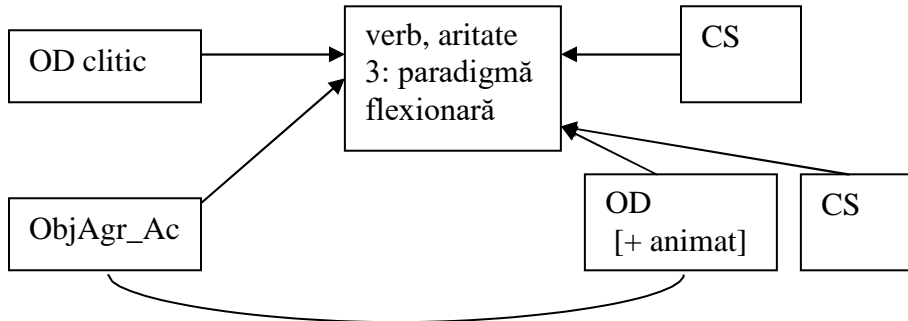 OD clitic
verb, aritate
3: paradigmă
flexionară
CS
ObjAgr_Ac
OD
[+ animat]
CS